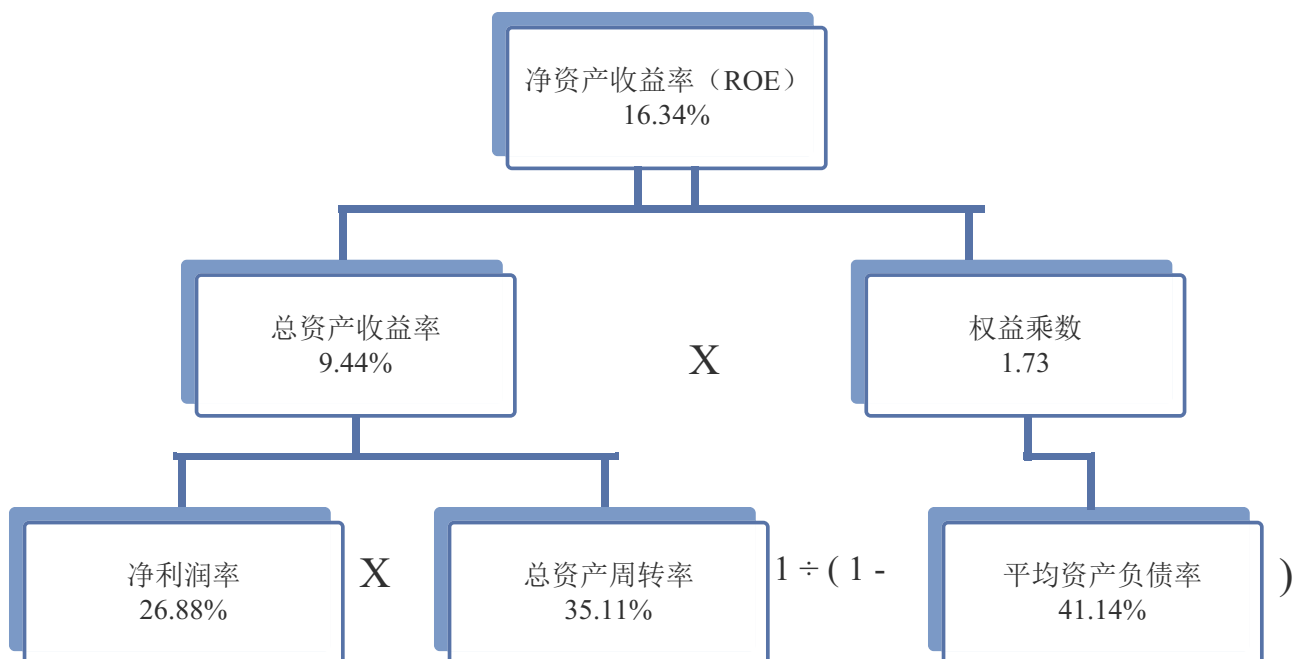 净资产收益率（ROE）
16.34%
总资产收益率
9.44%
X
权益乘数
1.73
净利润率
26.88%
X
总资产周转率
35.11%
1 ÷ ( 1 -
平均资产负债率
41.14%
)